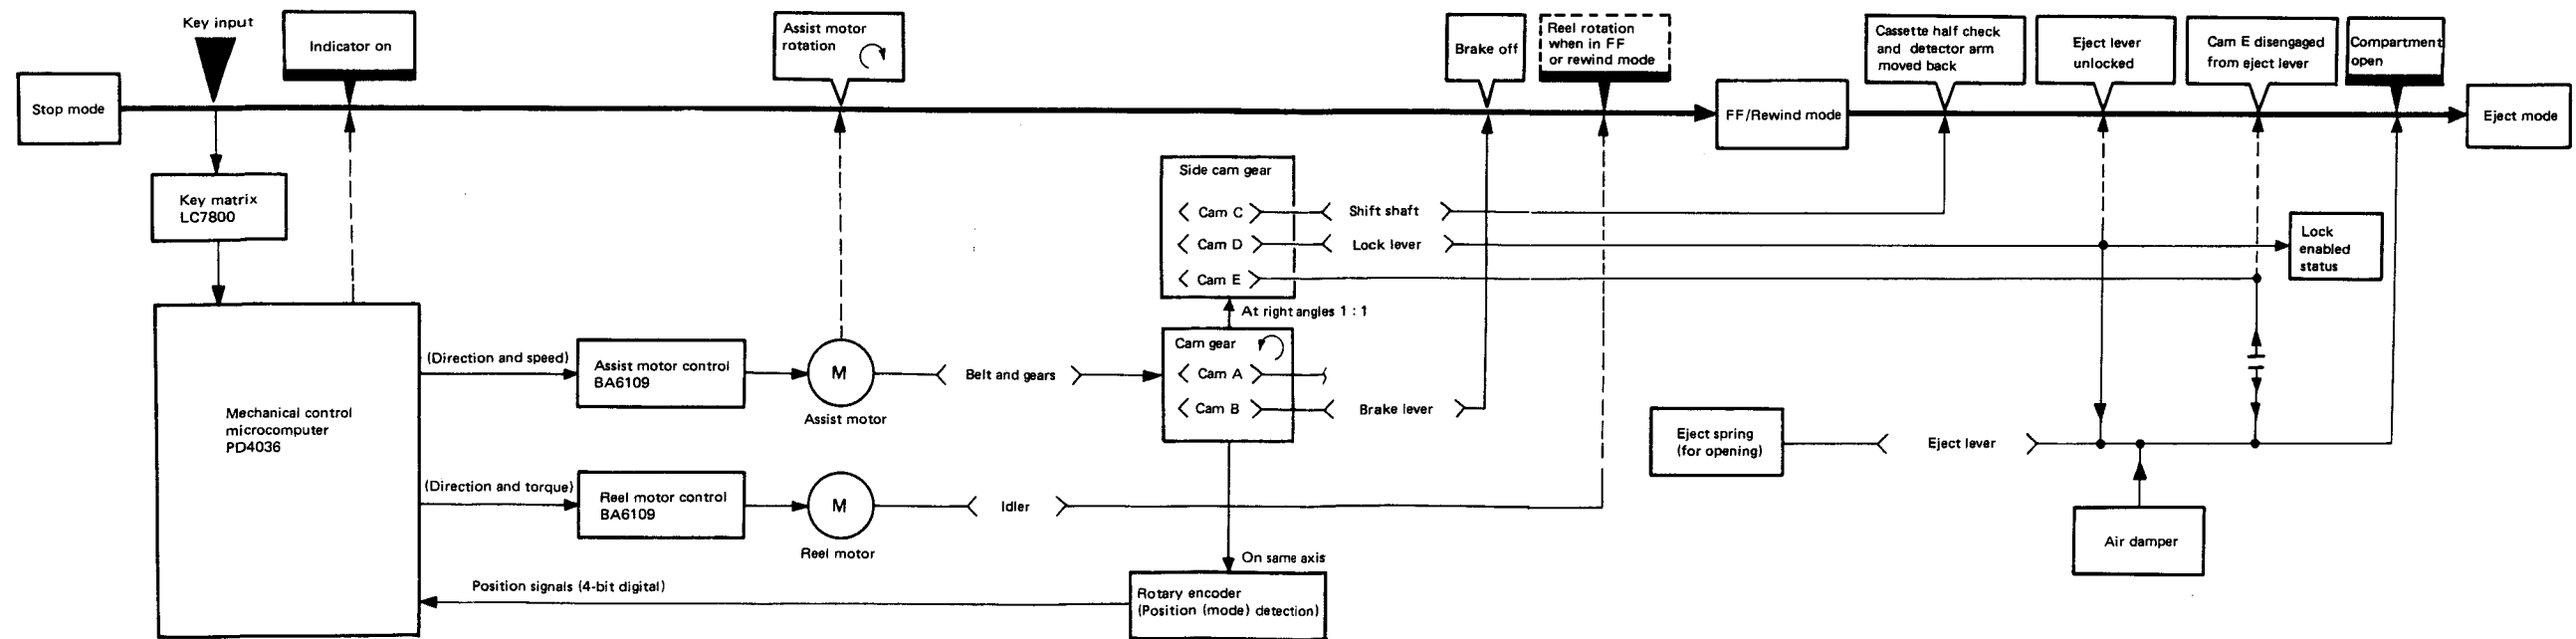 Key input
Indicator on
Assist motor
rotation
Brake off
Reel rotation
when in FF
or rewind mode
Cassette half check
and detector arm
moved back
Eject lever
unlocked
Cam E disengaged
from eject lever
Compartment
open
Stop mode
FF/Rewind mode
Eject mode
Key matrix
LC7800
Side cam gear
Cam C
Shift shaft
Cam D
Lock lever
Cam E
Lock
enabled
status
At right angles 1 : 1
Mechanical control
microcomputer
PD4036
(Direction and speed)
Assist motor control
BA6109
M
Assist motor
Belt and gears
Cam gear
Cam A
Cam B
Brake lever
Eject spring
(for opening)
Eject lever
Air damper
(Direction and torque)
Reel motor control
BA6109
M
Reel motor
Idler
On same axis
Position signals (4-bit digital)
Rotary encoder
(Position (mode) detection)